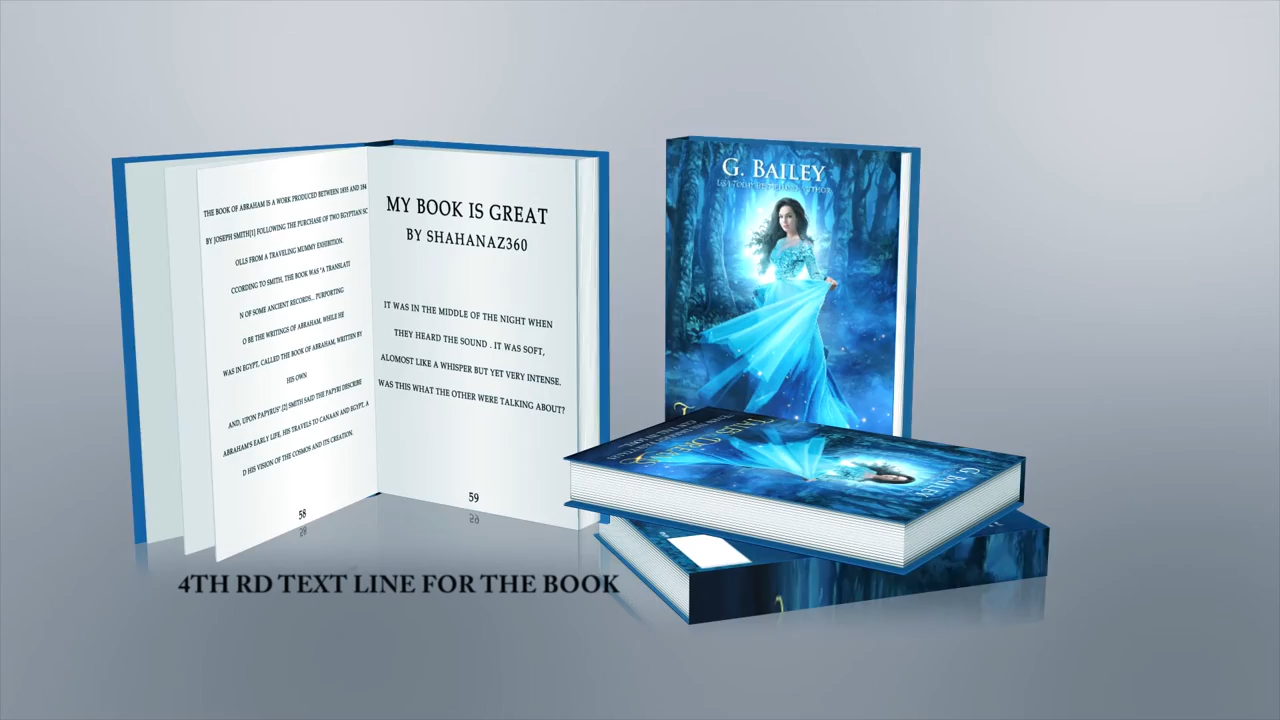 THE BOOK OF ABRAHAM IS A WORK PRODUCED BETWEEN 1835 AND 184
BY JOSEPH SMITH[1] FOLLOWING THE PURCHASE OF TWO EGYPTIAN SC
OLLS FROM A TRAVELING MUMMY EXHIBITION.
CCORDING TO SMITH, THE BOOK WAS "A TRANSLATI
N OF SOME ANCIENT RECORDS... PURPORTING
O BE THE WRITINGS OF ABRAHAM, WHILE HE
WAS IN EGYPT, CALLED THE BOOK OF ABRAHAM, WRITTEN BY
HIS OWN
AND, UPON PAPYRUS" [2] SMITH SAID THE PAPYRI DESCRIBE
ABRAHAM'S EARLY LIFE, HIS TRAVELS TO CANAAN AND EGYPT, A
D HIS VISION OF THE COSMOS AND ITS CREATION.
58
MY BOOK IS GREAT
BY SHAHANAZ360
IT WAS IN THE MIDDLE OF THE NIGHT WHEN
THEY HEARD THE SOUND . IT WAS SOFT,
ALOMOST LIKE A WHISPER BUT YET VERY INTENSE.
WAS THIS WHAT THE OTHER WERE TALKING ABOUT?
59
G. BAILEY
USA TODAY BESTSELLING AUTHOR
TALES & DREAMS
G. BAILEY
4TH RD TEXT LINE FOR THE BOOK